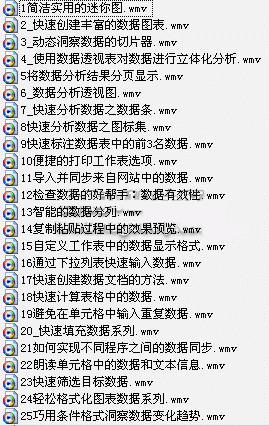 1简洁实用的迷你图.wmv
2_快速创建丰富的数据图表.wmv
3_动态洞察数据的切片器.wmv
4_使用数据透视表对数据进行立体化分析.wmv
5将数据分析结果分页显示.wmv
6_数据分析透视图.wmv
7_快速分析数据之数据条.wmv
8快速分析数据之图标集.wmv
9快速标注数据表中的前3名数据.wmv
10便捷的打印工作表选项.wmv
11导入并同步来自网站中的数据.wmv
12检查数据的好帮手：数据有效性.wmv
13智能的数据分列.wmv
14复制粘贴过程中的效果预览.wmv
15自定义工作表中的数据显示格式.wmv
16通过下拉列表快速输入数据.wmv
17快速创建数据文档的方法.wmv
18快速计算表格中的数据.wmv
19避免在单元格中输入重复数据.wmv
20_快速填充数据系列.wmv
21如何实现不同程序之间的数据同步.wmv
22朗读单元格中的数据和文本信息.wmv
23快速筛选目标数据.wmv
24轻松格式化图表数据系列.wmv
25巧用条件格式洞察数据变化趋势.wmv